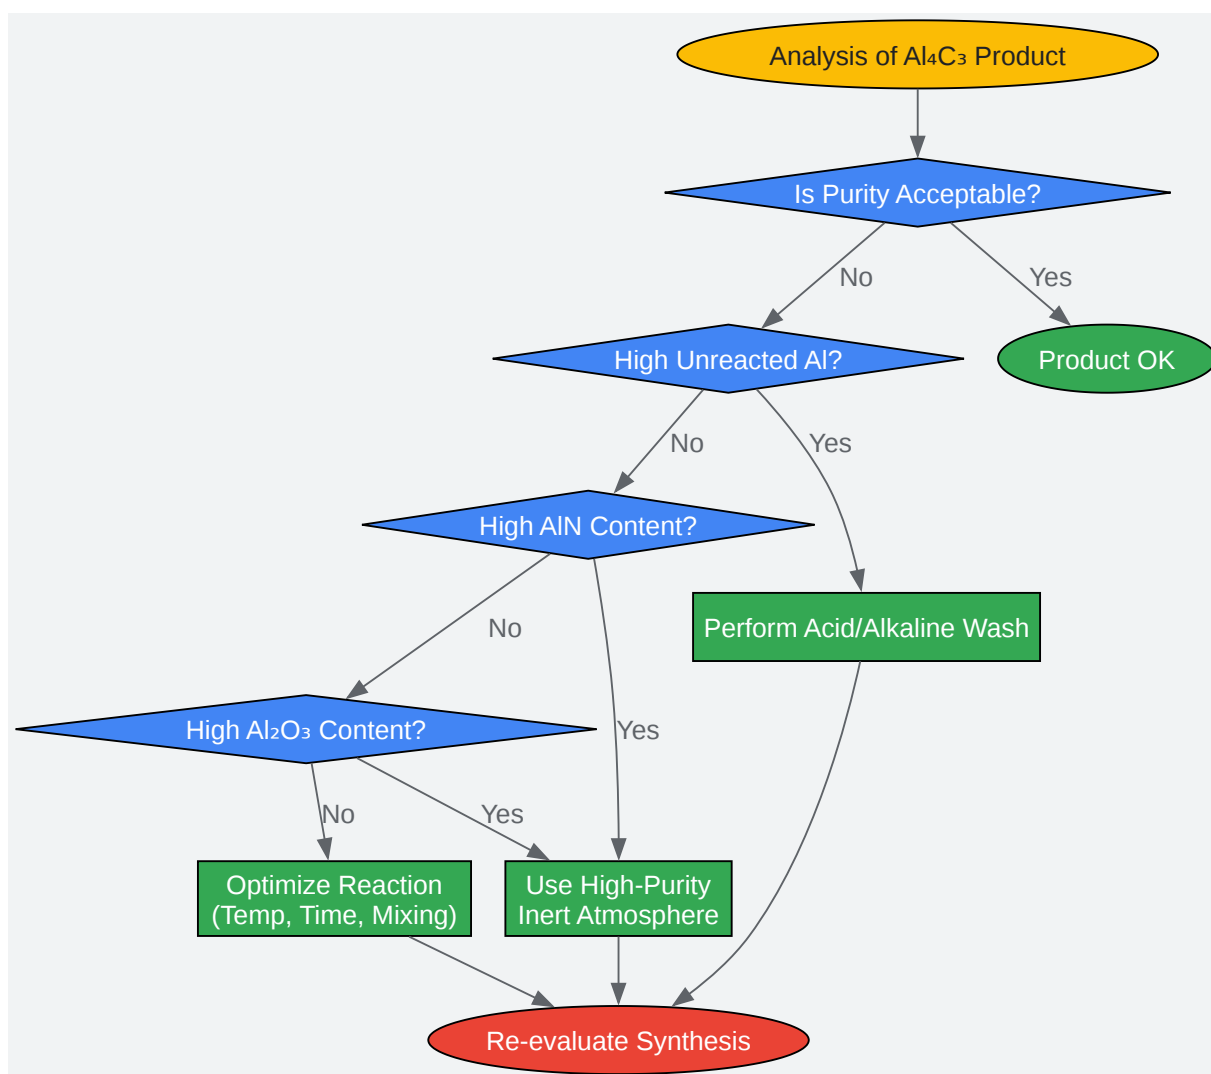 Analysis of Al₄C₃ Product
Is Purity Acceptable?
No
Yes
High Unreacted Al?
Product OK
No
Yes
High AlN Content?
Perform Acid/Alkaline Wash
No
Yes
High Al₂O₃ Content?
No
Yes
Optimize Reaction
(Temp, Time, Mixing)
Use High-Purity
Inert Atmosphere
Re-evaluate Synthesis